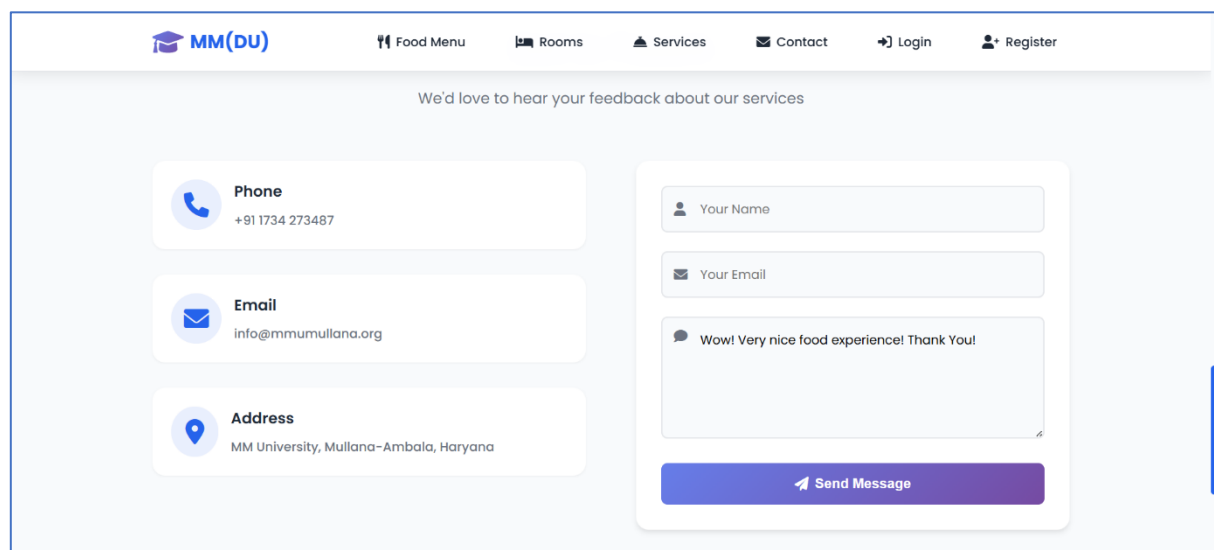 MM(DU) Food Menu Rooms Services Contact Login Register
We'd love to hear your feedback about our services
Phone
+91 1734 273487
Email
info@mmumullana.org
Address
MM University, Mullana-Ambala, Haryana
Your Name
Your Email
Wow! Very nice food experience! Thank You!
Send Message